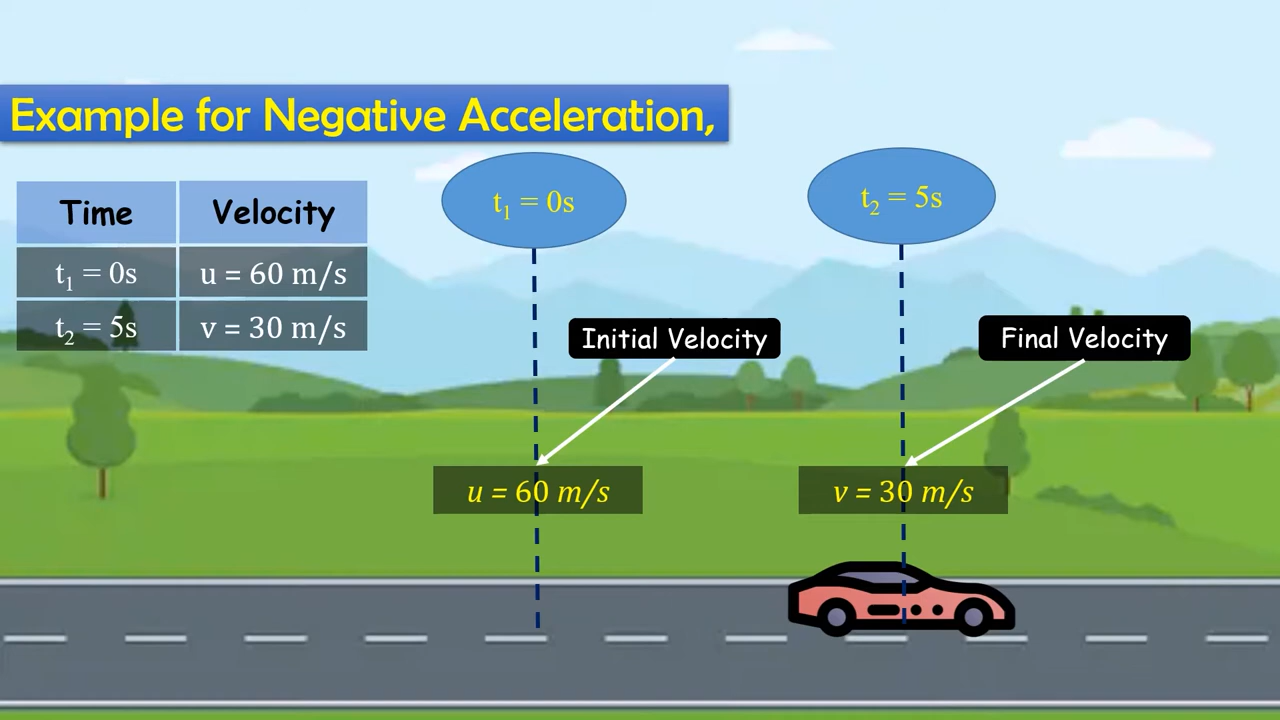 Example for Negative Acceleration,
Time Velocity
t₁ = 0s u = 60 m/s
t₂ = 5s v = 30 m/s
t₁ = 0s
t₂ = 5s
Initial Velocity
Final Velocity
u = 60 m/s
v = 30 m/s